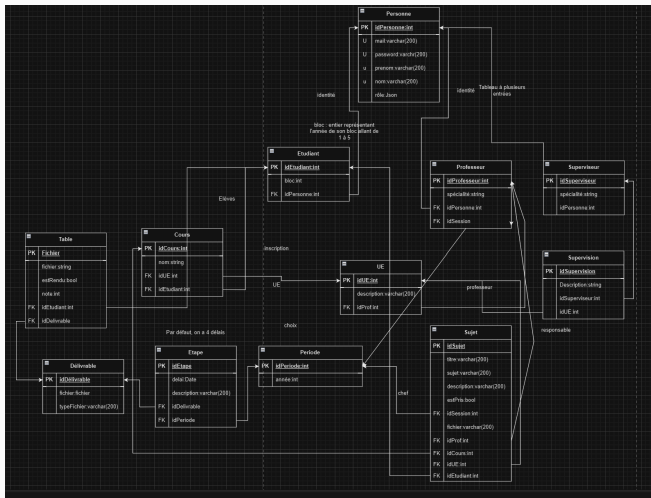 Personne
PK idPersonne:int
U mail:varchar(200)
U password:varchr(200)
u prenom:varchar(200)
u nom:varchar(200)
rôle:Json
identité
identité
Tableau à plusieurs
entrées
bloc : entier représentant
l'année de son bloc allant de
1 à 5
Etudiant
PK idEtudiant:int
bloc:int
FK idPersonne:int
Professeur
PK idProfesseur:int
spécialité:string
FK idPersonne:int
FK idSession
Superviseur
PK idSuperviseur
spécialité:string
idPersonne:int
Elèves
Table
PK Fichier
fichier:string
estRendu:bool
note:int
FK idEtudiant:int
FK idDelivrable
Cours
PK idCours:int
nom:string
FK idUE:int
FK idEtudiant:int
inscription
UE
UE
PK idUE:int
description:varchar(200)
FK idProf:int
professeur
Supervision
PK idSupervision
Description:string
idSuperviseur:int
FK idUE:int
responsable
choix
Par défaut, on a 4 délais
Délivrable
PK idDélivrable
fichier:fichier
typeFichier:varchar(200)
Etape
PK idEtape
delai:Date
description:varchar(200)
FK idDelivrable
FK idPeriode
Periode
PK idPeriode:int
année:int
chef
Sujet
PK idSujet
titre:varchar(200)
sujet:varchar(200)
description:varchar(200)
estPris:bool
FK idSession:int
fichier:varchar(200)
FK idProf:int
FK idCours:int
FK idUE:int
FK idEtudiant:int